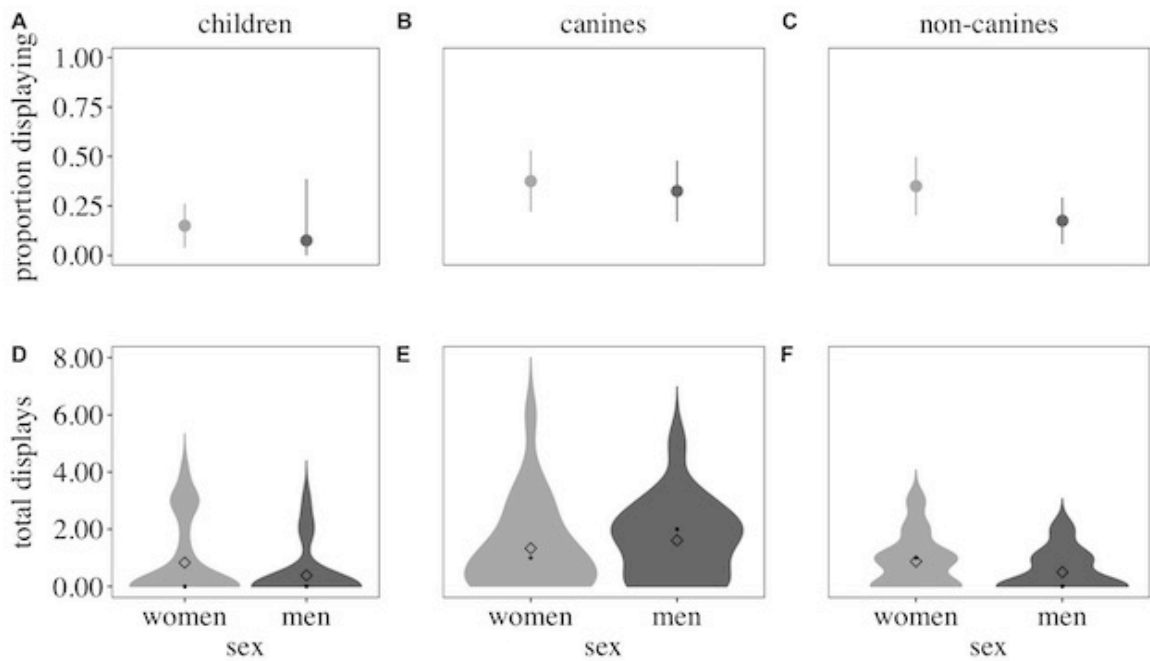 A children B canines C non-canines
proportion displaying
1.00
0.75
0.50
0.25
0.00
D E F
total displays
8.00
6.00
4.00
2.00
0.00
women men women men women men
sex sex sex